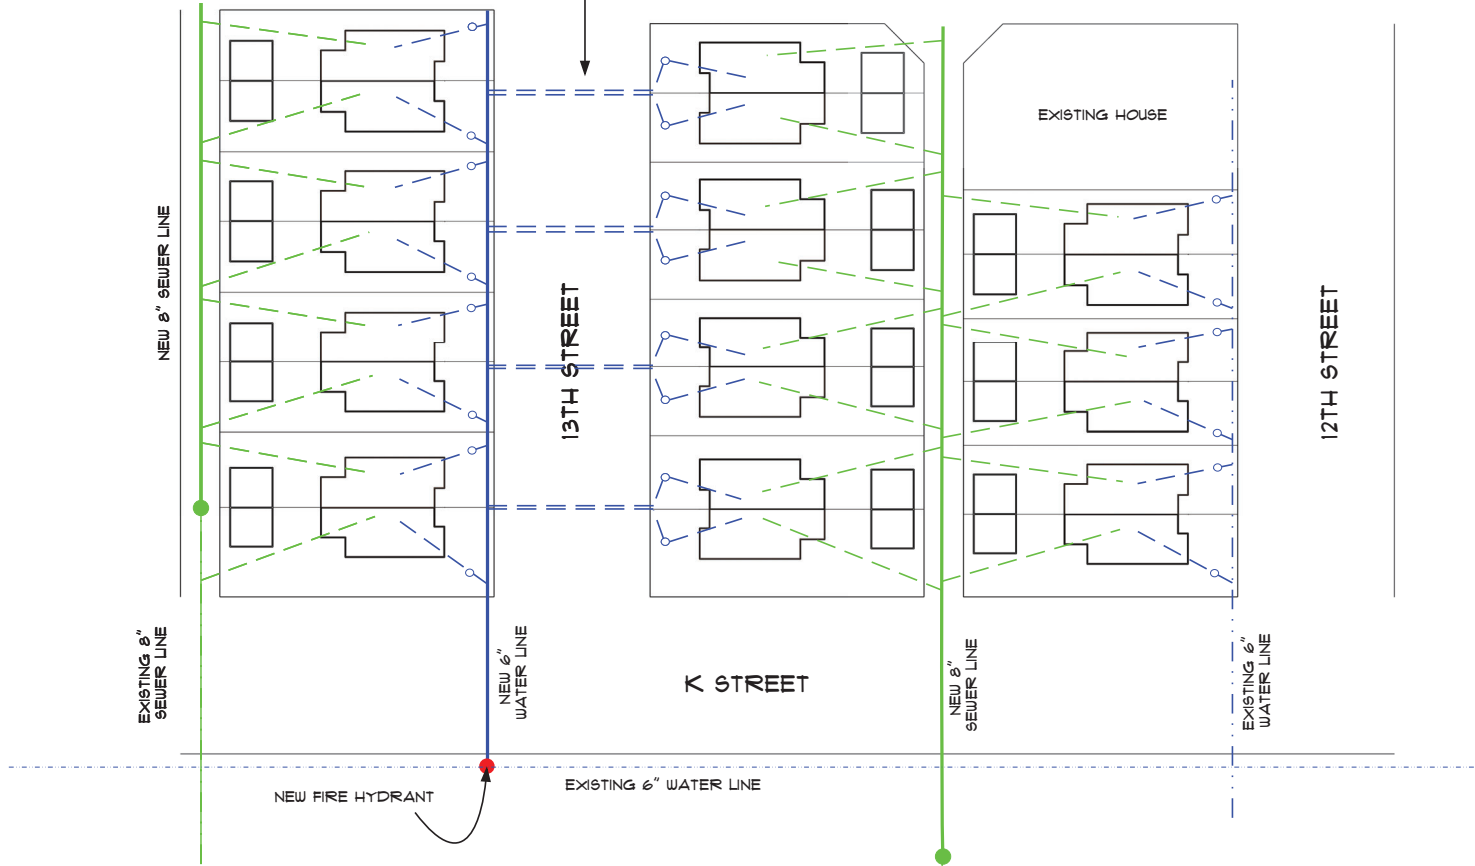 EXISTING HOUSE
NEW 8" SEWER LINE
13TH STREET
12TH STREET
EXISTING 8"
SEWER LINE
NEW 6"
WATER LINE
K STREET
NEW 8"
SEWER LINE
EXISTING 6"
WATER LINE
EXISTING 6" WATER LINE
NEW FIRE HYDRANT